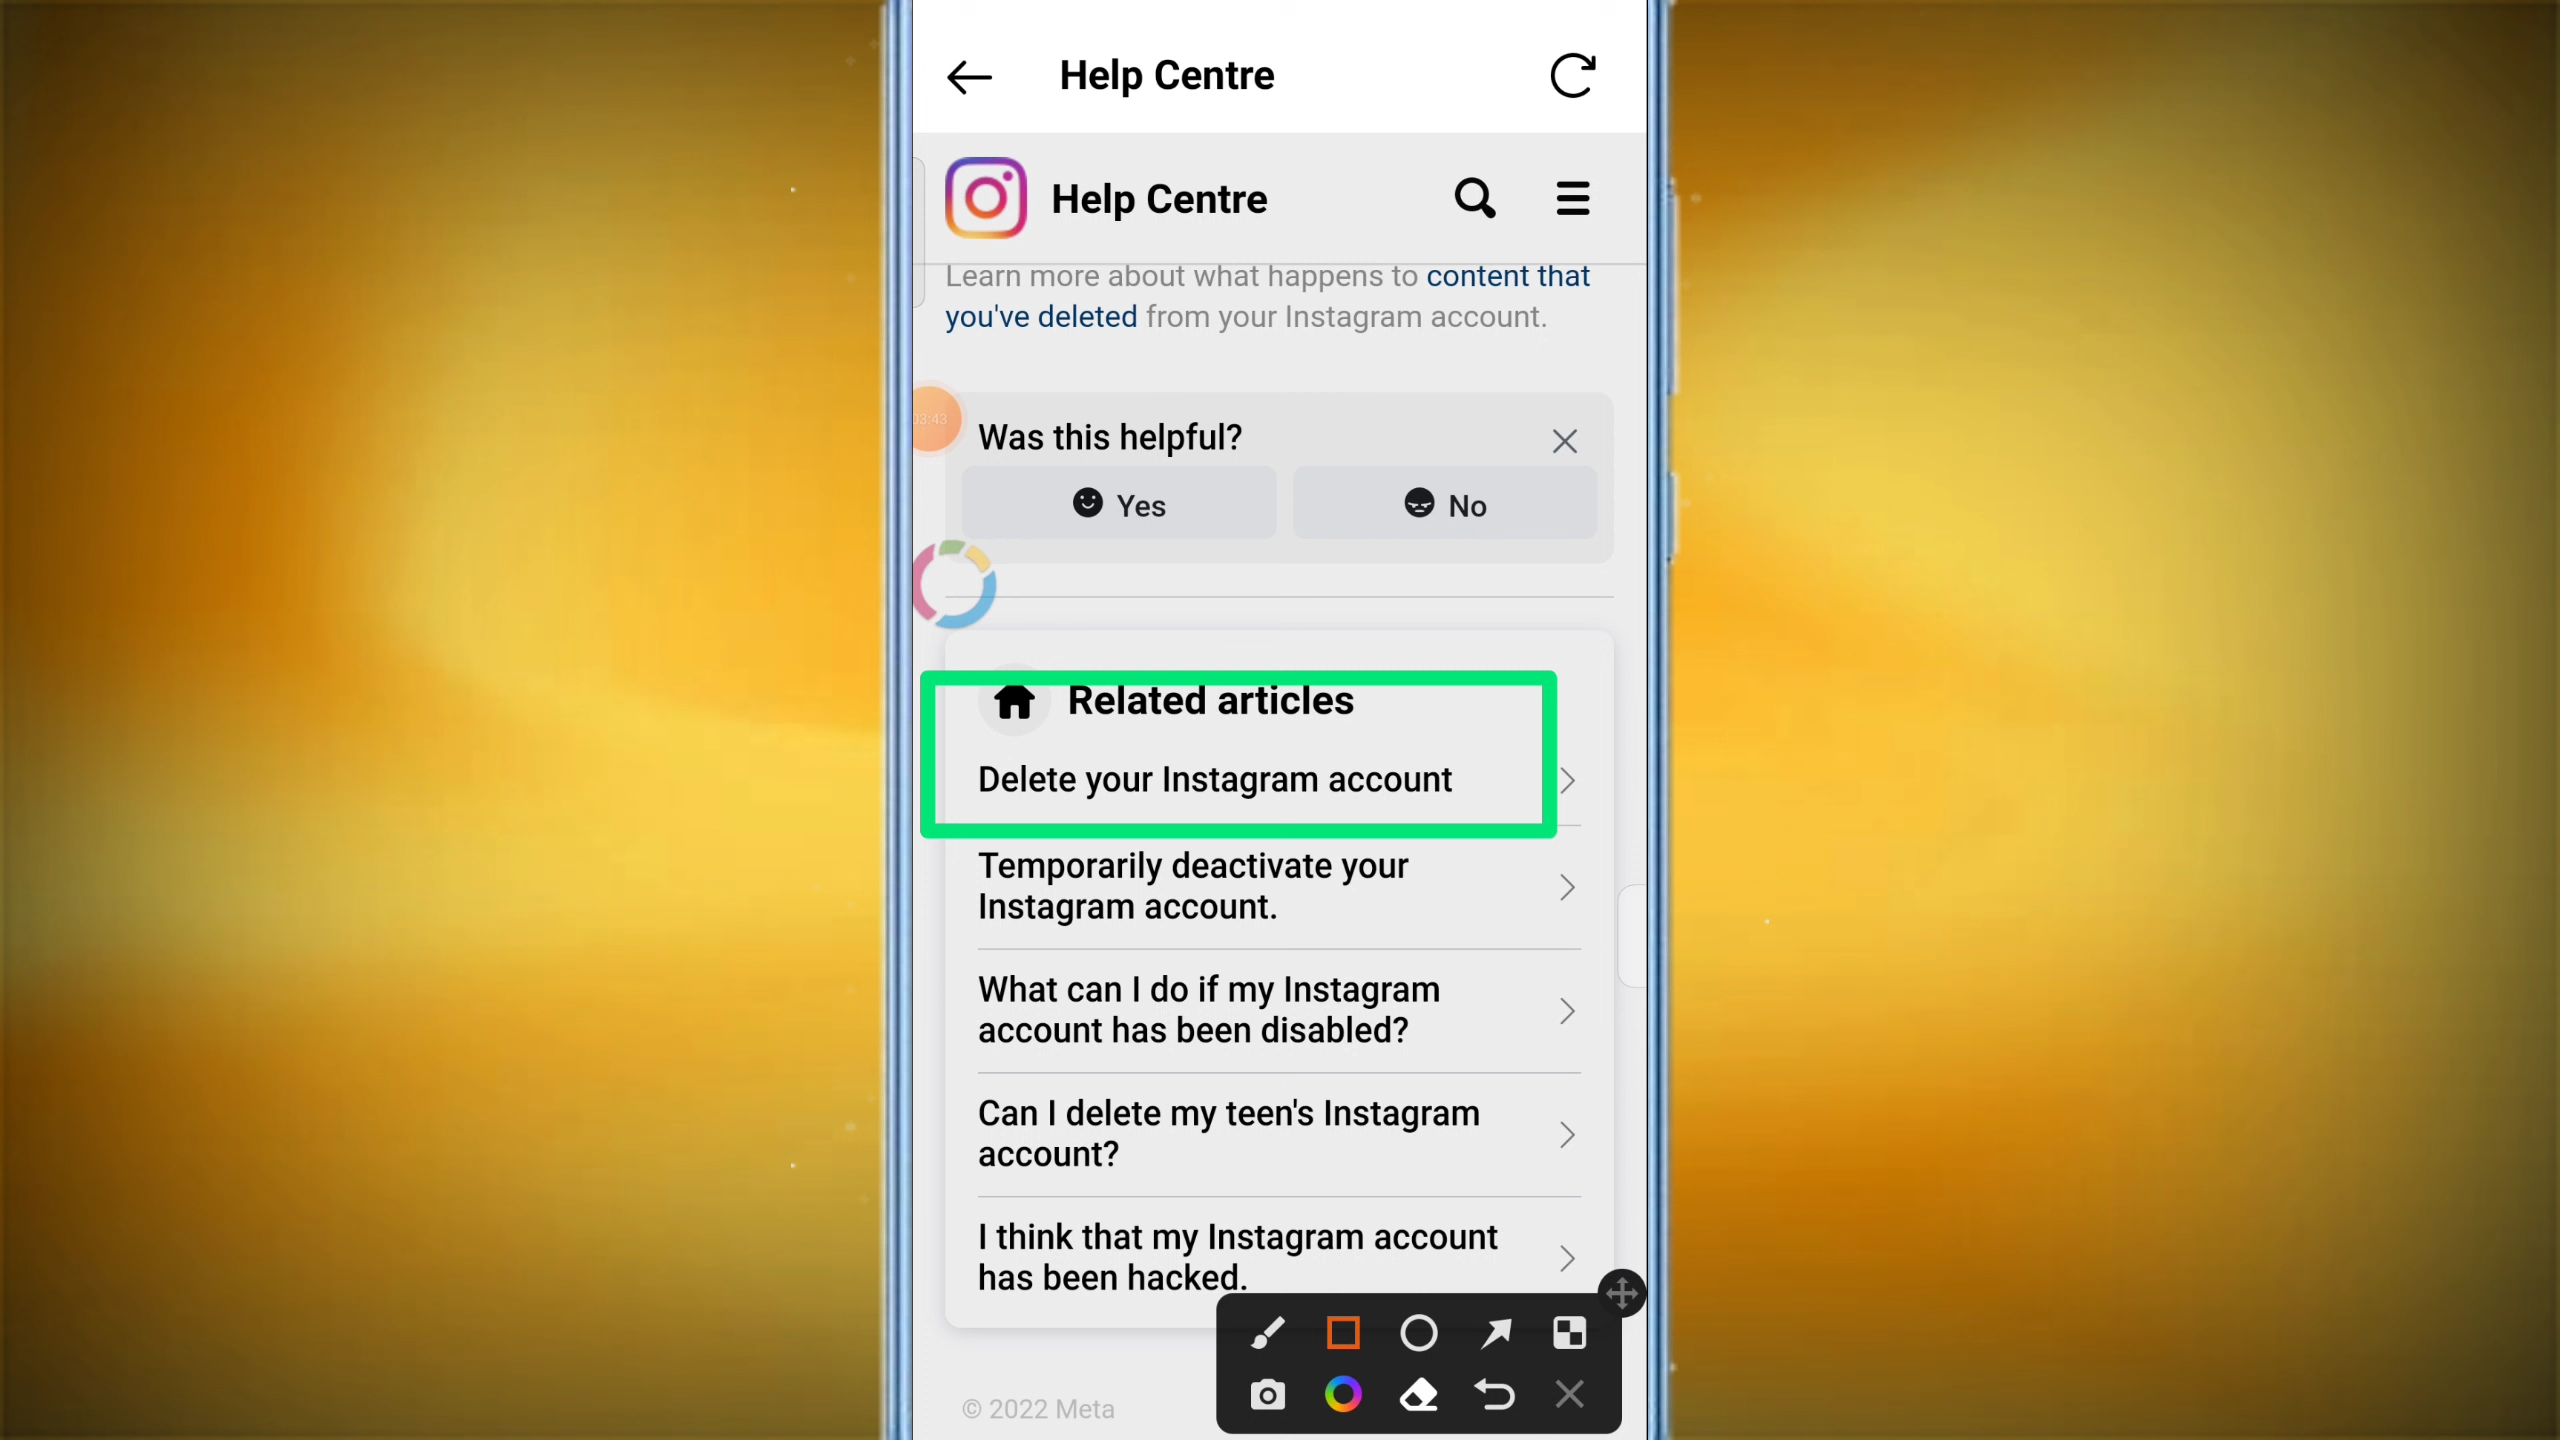 Help Centre
Help Centre
Learn more about what happens to content that
you've deleted from your Instagram account.
03:43
Was this helpful?
Yes
No
Related articles
Delete your Instagram account
Temporarily deactivate your
Instagram account.
What can I do if my Instagram
account has been disabled?
Can I delete my teen's Instagram
account?
I think that my Instagram account
has been hacked.
© 2022 Meta